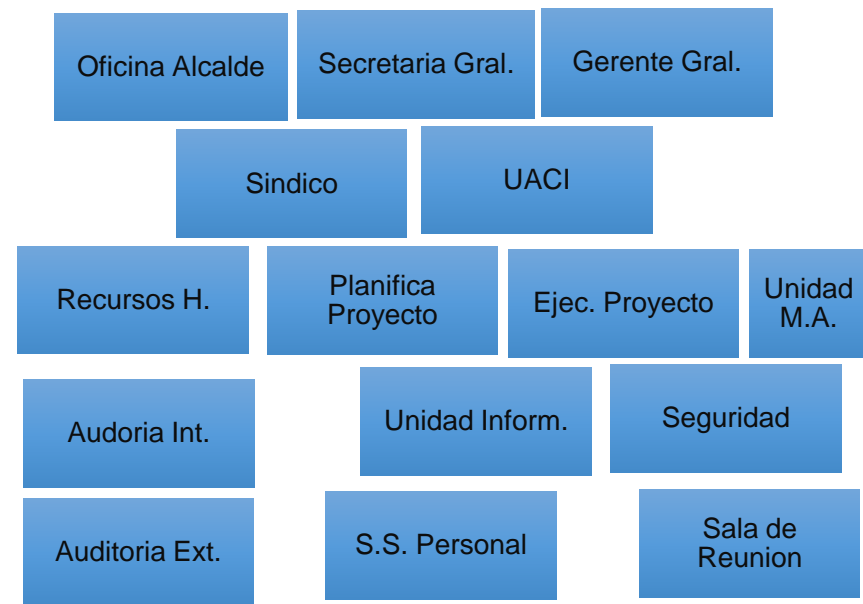 Oficina Alcalde
Secretaria Gral.
Gerente Gral.
Sindico
UACI
Recursos H.
Planifica
Proyecto
Ejec. Proyecto
Unidad
M.A.
Audoria Int.
Unidad Inform.
Seguridad
Auditoria Ext.
S.S. Personal
Sala de
Reunion